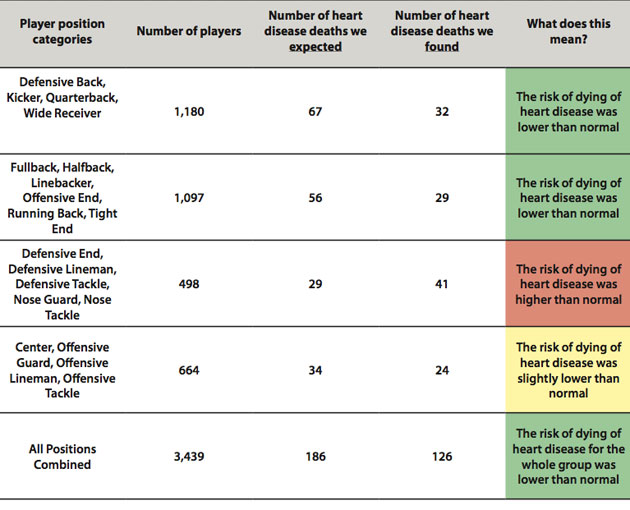 Player position
categories
Number of players
Number of heart
disease deaths we
expected
Number of heart
disease deaths we
found
What does this
mean?
Defensive Back,
Kicker, Quarterback,
Wide Receiver
1,180
67
32
The risk of dying of
heart disease was
lower than normal
Fullback, Halfback,
Linebacker,
Offensive End,
Running Back, Tight
End
1,097
56
29
The risk of dying of
heart disease was
lower than normal
Defensive End,
Defensive Lineman,
Defensive Tackle,
Nose Guard, Nose
Tackle
498
29
41
The risk of dying of
heart disease was
higher than normal
Center, Offensive
Guard, Offensive
Lineman, Offensive
Tackle
664
34
24
The risk of dying of
heart disease was
slightly lower than
normal
All Positions
Combined
3,439
186
126
The risk of dying of
heart disease for the
whole group was
lower than normal